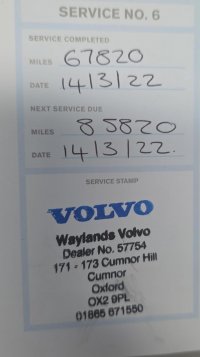 SERVICE NO. 6
SERVICE COMPLETED
MILES 67820
DATE 14/3/22
NEXT SERVICE DUE
MILES 85820
DATE 14/3/22.
SERVICE STAMP
VOLVO
Waylands Volvo
Dealer No. 57754
171 - 173 Cumnor Hill
Cumnor
Oxford
OX2 9PL
01865 671550